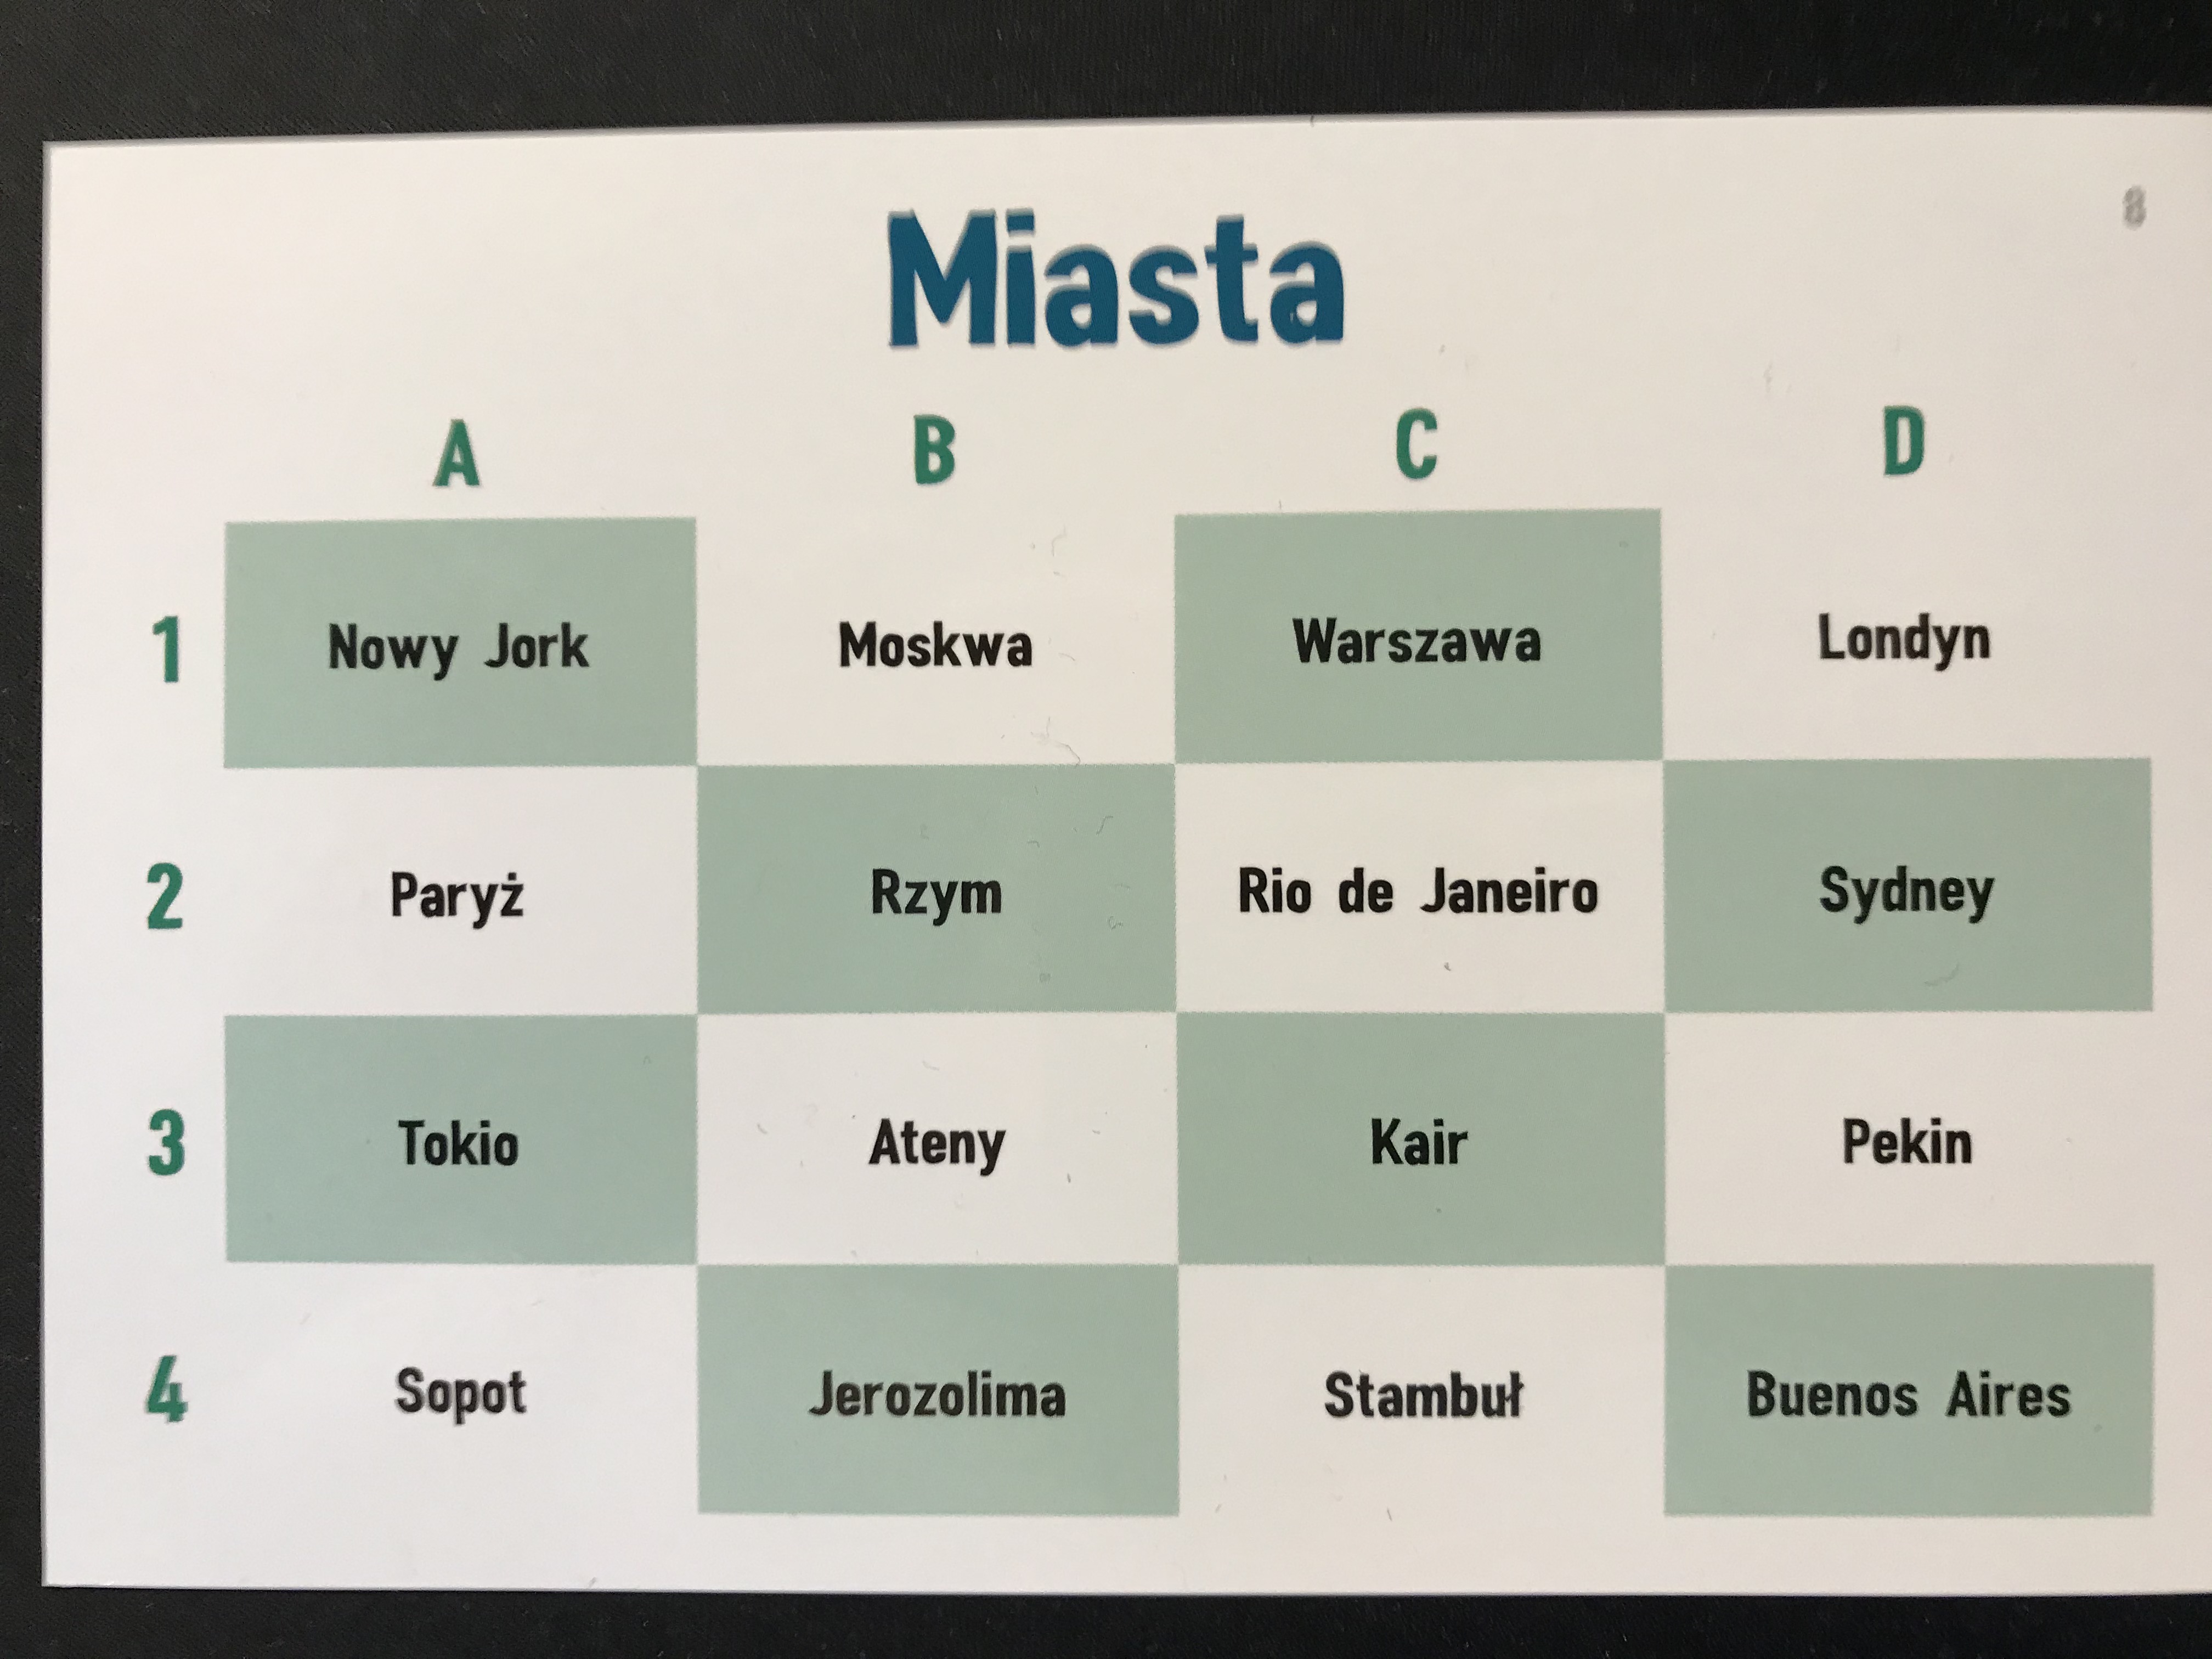 8
Miasta
A B C D
1 Nowy Jork Moskwa Warszawa Londyn
2 Paryż Rzym Rio de Janeiro Sydney
3 Tokio Ateny Kair Pekin
4 Sopot Jerozolima Stambuł Buenos Aires